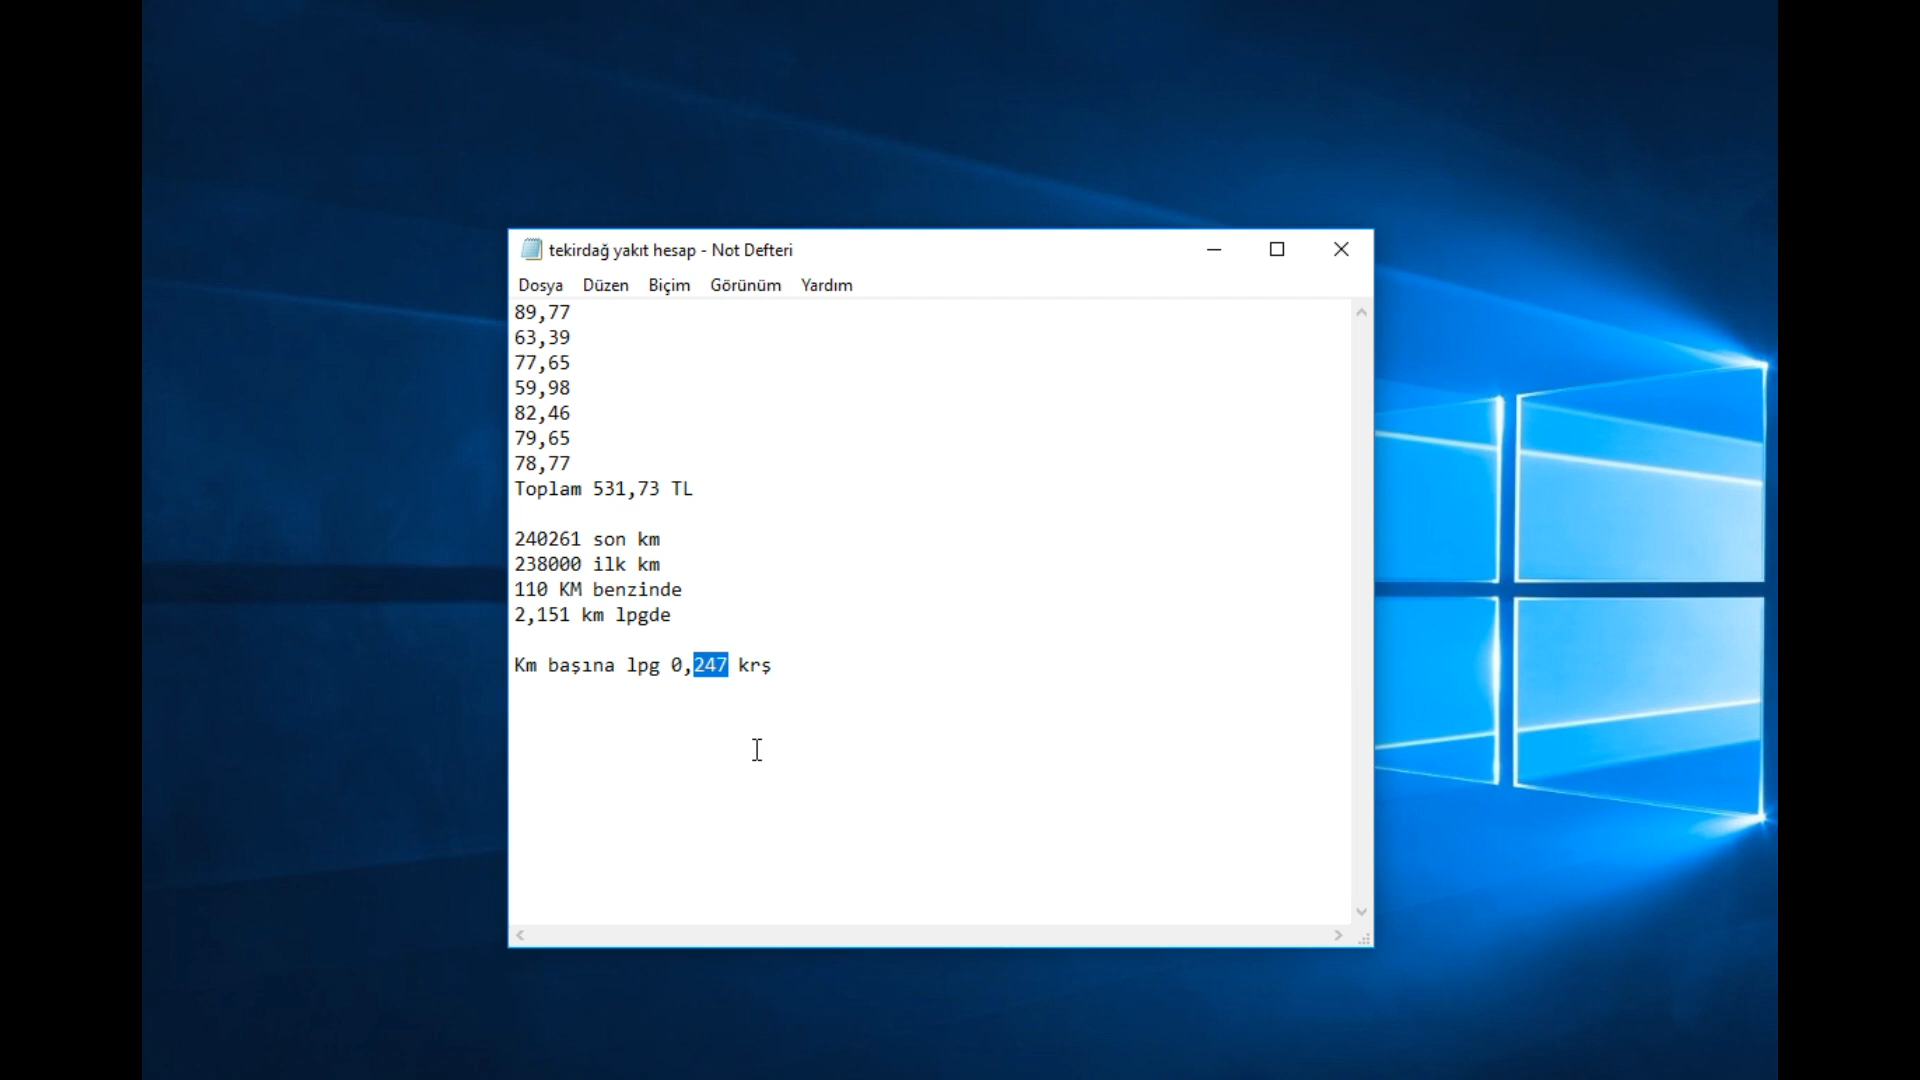 tekirdağ yakıt hesap - Not Defteri
Dosya Düzen Biçim Görünüm Yardım
89,77
63,39
77,65
59,98
82,46
79,65
78,77
Toplam 531,73 TL
240261 son km
238000 ilk km
110 KM benzinde
2,151 km lpgde
Km başına lpg 0,247 krş